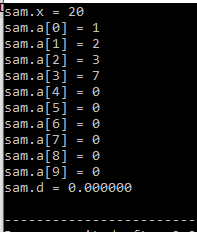 sam.x = 20
sam.a[0] = 1
sam.a[1] = 2
sam.a[2] = 3
sam.a[3] = 7
sam.a[4] = 0
sam.a[5] = 0
sam.a[6] = 0
sam.a[7] = 0
sam.a[8] = 0
sam.a[9] = 0
sam.d = 0.000000
--------------------------